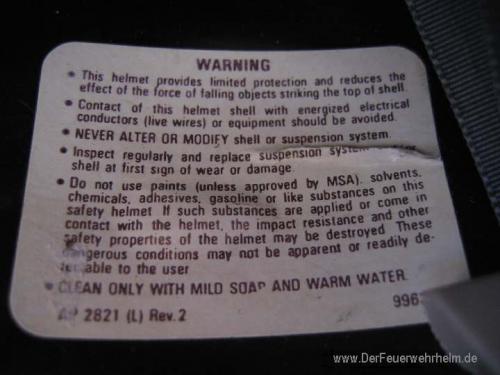 WARNING
• This helmet provides limited protection and reduces the
effect of the force of falling objects striking the top of shell.
• Contact of this helmet shell with energized electrical
conductors (live wires) or equipment should be avoided.
• NEVER ALTER OR MODIFY shell or suspension system.
• Inspect regularly and replace suspension system
shell at first sign of wear or damage.
• Do not use paints (unless approved by MSA), solvents,
chemicals, adhesives, gasoline or like substances on this
safety helmet. If such substances are applied or come in
contact with the helmet, the impact resistance and other
safety properties of the helmet may be destroyed. These
dangerous conditions may not be apparent or readily de-
able to the user.
• CLEAN ONLY WITH MILD SOAP AND WARM WATER.
2821 (L) Rev. 2
996
www.DerFeuerwehrhelm.de